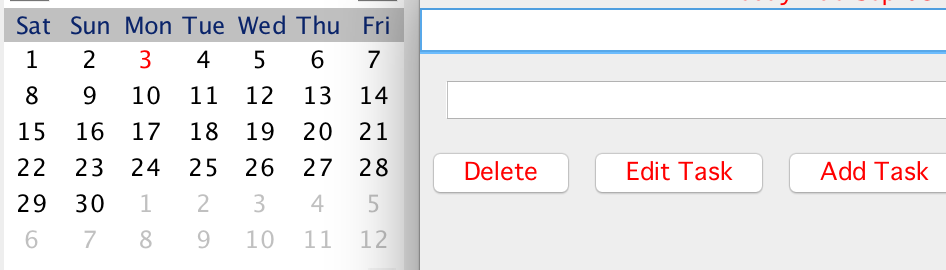 Sat Sun Mon Tue Wed Thu Fri
1 2 3 4 5 6 7
8 9 10 11 12 13 14
15 16 17 18 19 20 21
22 23 24 25 26 27 28
29 30 1 2 3 4 5
6 7 8 9 10 11 12
Delete Edit Task Add Task